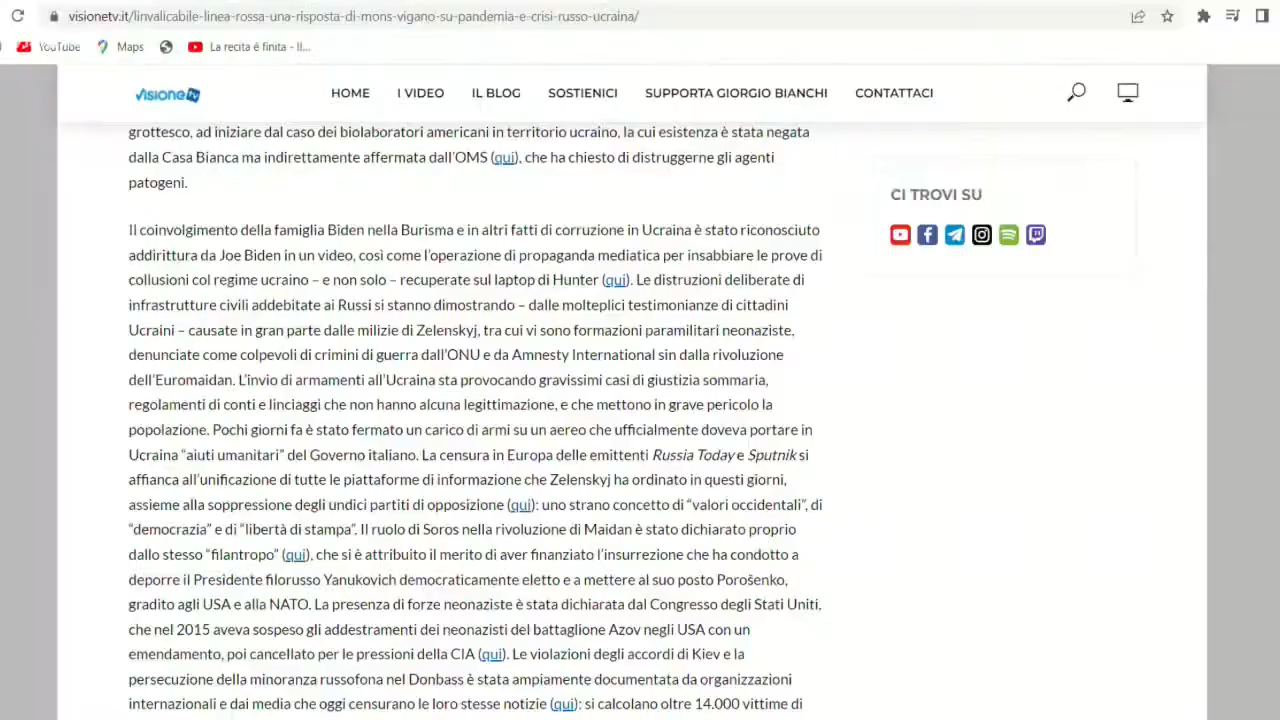 visionetv.it/linvalicabile-linea-rossa-una-risposta-di-mons-vigano-su-pandemia-e-crisi-russo-ucraina/
YouTube
Maps
La recita é finita - Il...
visione tv
HOME
I VIDEO
IL BLOG
SOSTIENICI
SUPPORTA GIORGIO BIANCHI
CONTATTACI
grottesco, ad iniziare dal caso dei biolaboratori americani in territorio ucraino, la cui esistenza è stata negata
dalla Casa Bianca ma indirettamente affermata dall'OMS (qui), che ha chiesto di distruggerne gli agenti
patogeni.
Il coinvolgimento della famiglia Biden nella Burisma e in altri fatti di corruzione in Ucraina è stato riconosciuto
addirittura da Joe Biden in un video, così come l'operazione di propaganda mediatica per insabbiare le prove di
collusioni col regime ucraino – e non solo – recuperate sul laptop di Hunter (qui). Le distruzioni deliberate di
infrastrutture civili addebitate ai Russi si stanno dimostrando – dalle molteplici testimonianze di cittadini
Ucraini – causate in gran parte dalle milizie di Zelenskyj, tra cui vi sono formazioni paramilitari neonaziste,
denunciate come colpevoli di crimini di guerra dall'ONU e da Amnesty International sin dalla rivoluzione
dell'Euromaidan. L'invio di armamenti all'Ucraina sta provocando gravissimi casi di giustizia sommaria,
regolamenti di conti e linciaggi che non hanno alcuna legittimazione, e che mettono in grave pericolo la
popolazione. Pochi giorni fa è stato fermato un carico di armi su un aereo che ufficialmente doveva portare in
Ucraina "aiuti umanitari" del Governo italiano. La censura in Europa delle emittenti Russia Today e Sputnik si
affianca all'unificazione di tutte le piattaforme di informazione che Zelenskyj ha ordinato in questi giorni,
assieme alla soppressione degli undici partiti di opposizione (qui): uno strano concetto di "valori occidentali", di
"democrazia" e di "libertà di stampa". Il ruolo di Soros nella rivoluzione di Maidan è stato dichiarato proprio
dallo stesso "filantropo" (qui), che si è attribuito il merito di aver finanziato l'insurrezione che ha condotto a
deporre il Presidente filorusso Yanukovich democraticamente eletto e a mettere al suo posto Porošenko,
gradito agli USA e alla NATO. La presenza di forze neonaziste è stata dichiarata dal Congresso degli Stati Uniti,
che nel 2015 aveva sospeso gli addestramenti dei neonazisti del battaglione Azov negli USA con un
emendamento, poi cancellato per le pressioni della CIA (qui). Le violazioni degli accordi di Kiev e la
persecuzione della minoranza russofona nel Donbass è stata ampiamente documentata da organizzazioni
internazionali e dai media che oggi censurano le loro stesse notizie (qui): si calcolano oltre 14.000 vittime di
CI TROVI SU